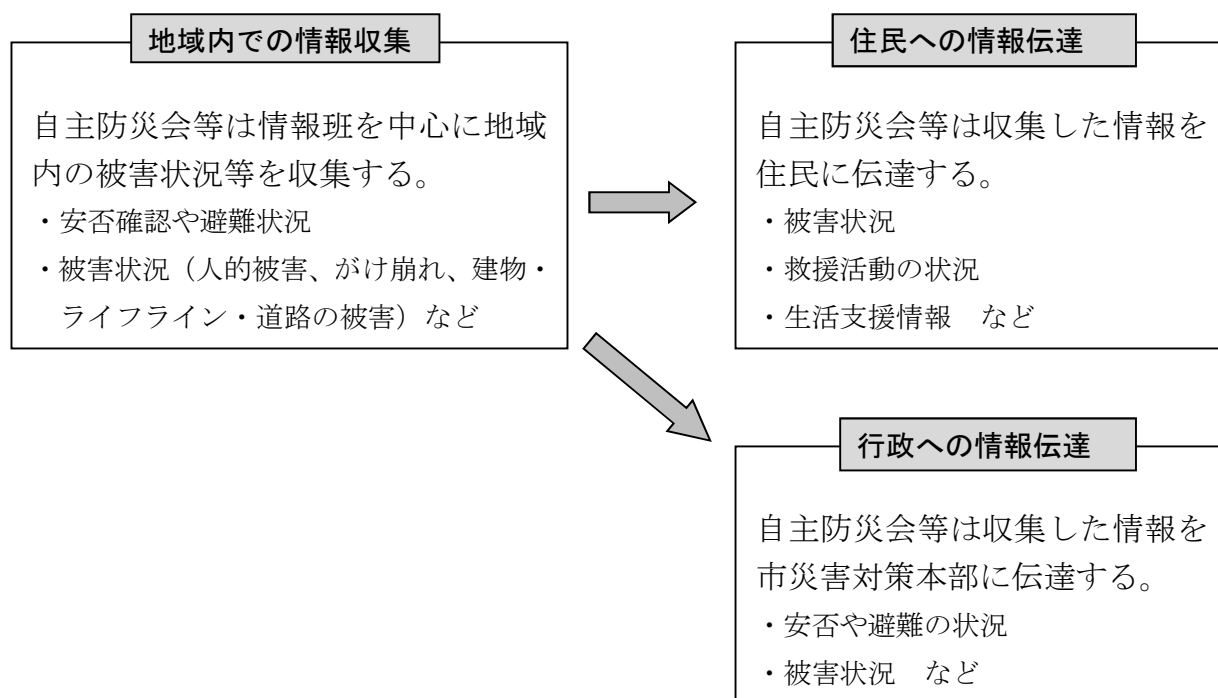 地域内での情報収集
自主防災会等は情報班を中心に地域
内の被害状況等を収集する。
・安否確認や避難状況
・被害状況（人的被害、がけ崩れ、建物・
ライフライン・道路の被害）など
住民への情報伝達
自主防災会等は収集した情報を
住民に伝達する。
・被害状況
・救援活動の状況
・生活支援情報　など
行政への情報伝達
自主防災会等は収集した情報を
市災害対策本部に伝達する。
・安否や避難の状況
・被害状況　など